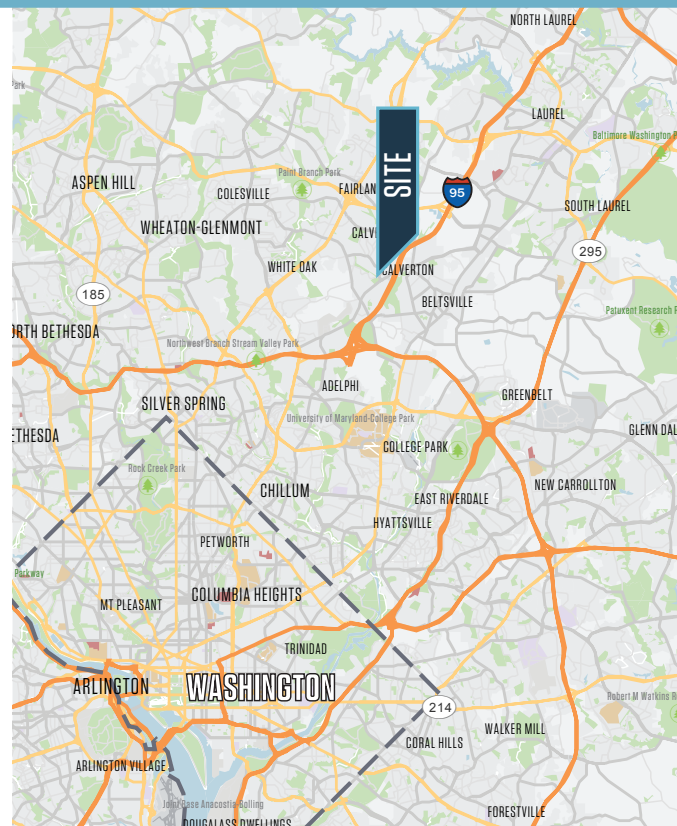 NORTH LAUREL
Park
LAUREL
Baltimore Washington P
Paint Branch Park
ASPEN HILL
COLESVILLE
FAIRLAN
SITE
95
SOUTH LAUREL
WHEATON-GLENMONT
CALV
295
WHITE OAK
CALVERTON
185
BELTSVILLE
Patuxent Research R
ORTH BETHESDA
Northwest Branch Stream Valley Park
ADELPHI
GREENBELT
SILVER SPRING
University of Maryland-College Park
ETHESDA
GLENN DAL
COLLEGE PARK
Rock Creek Park
NEW CARROLLTON
CHILLUM
EAST RIVERDALE
HYATTSVILLE
PETWORTH
Parkway
COLUMBIA HEIGHTS
MT PLEASANT
TRINIDAD
ARLINGTON
WASHINGTON
Robert M Watkins R
214
WALKER MILL
CORAL HILLS
ARLINGTON VILLAGE
Joint Base Anacostia-Bolling
FORESTVILLE
DOUGLASS DWELLINGS